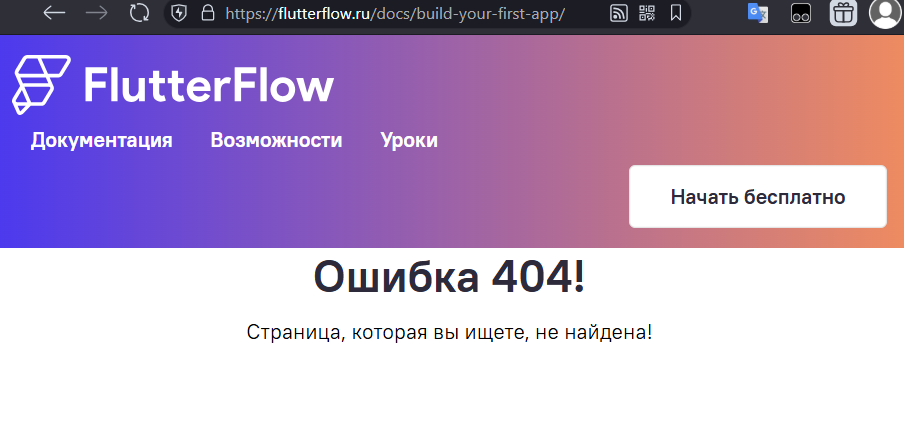 https://flutterflow.ru/docs/build-your-first-app/
FlutterFlow
Документация Возможности Уроки
Начать бесплатно
Ошибка 404!
Страница, которая вы ищете, не найдена!